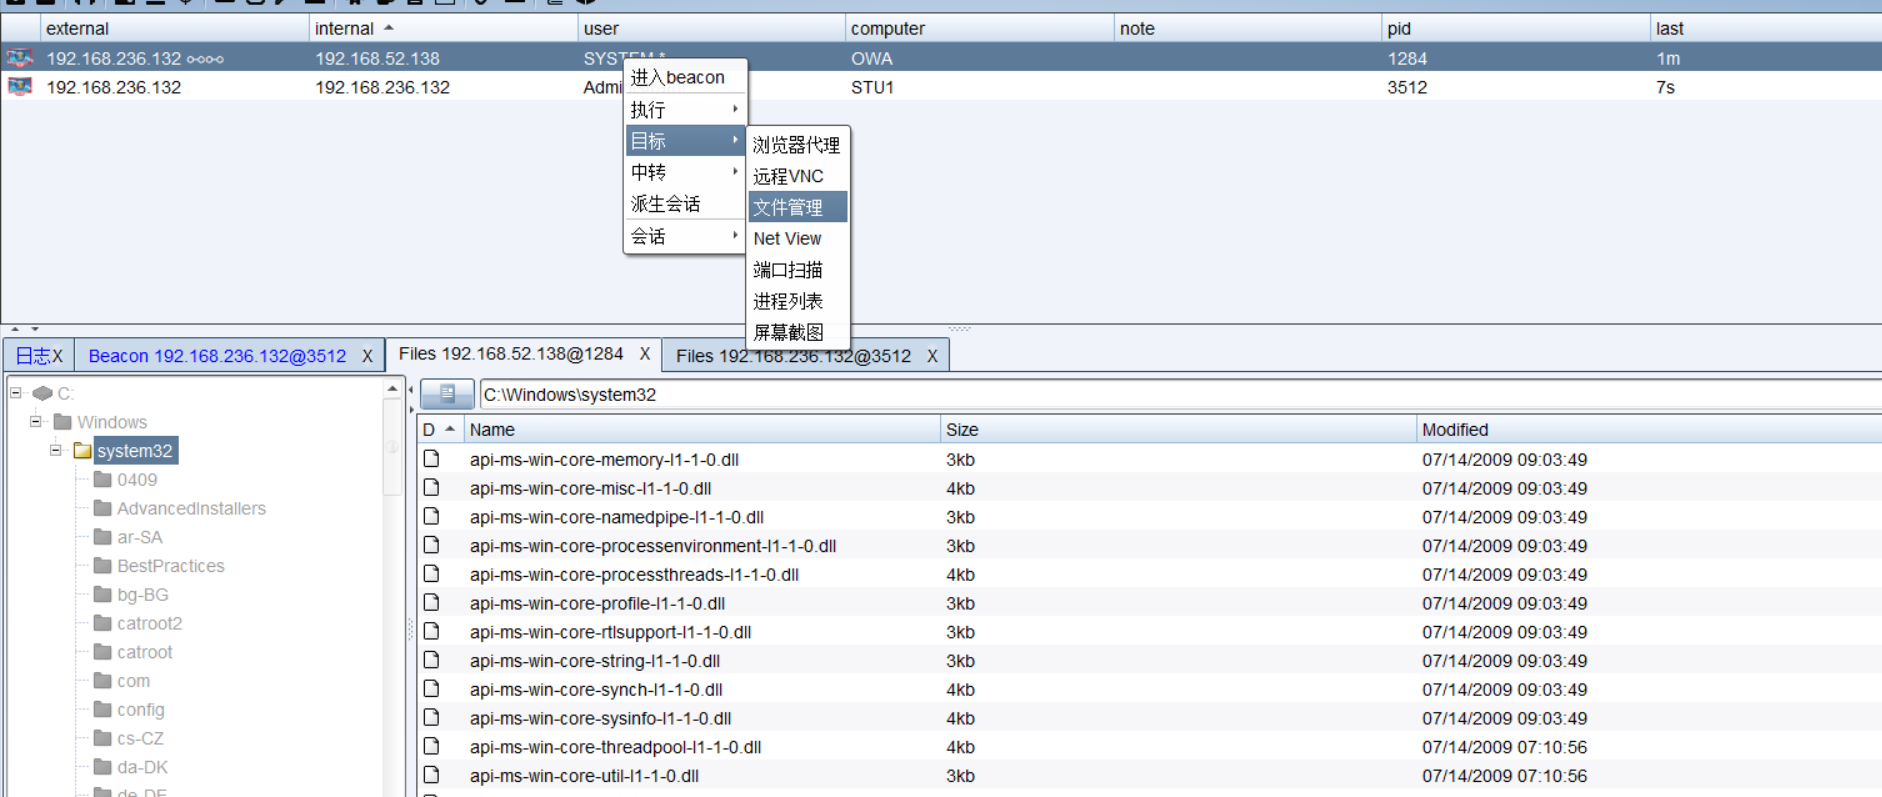 external internal user computer note pid last
192.168.236.132 192.168.52.138 SYSTEM * OWA 1284 1m
192.168.236.132 192.168.236.132 Admi STU1 3512 7s
进入beacon
执行
目标
中转
派生会话
会话
浏览器代理
远程VNC
文件管理
Net View
端口扫描
进程列表
屏幕截图
日志X Beacon 192.168.236.132@3512 X Files 192.168.52.138@1284 X Files 192.168.236.132@3512 X
C:
Windows
system32
0409
AdvancedInstallers
ar-SA
BestPractices
bg-BG
catroot2
catroot
com
config
cs-CZ
da-DK
de-DE
C:\Windows\system32
D Name Size Modified
api-ms-win-core-memory-l1-1-0.dll 3kb 07/14/2009 09:03:49
api-ms-win-core-misc-l1-1-0.dll 4kb 07/14/2009 09:03:49
api-ms-win-core-namedpipe-l1-1-0.dll 3kb 07/14/2009 09:03:49
api-ms-win-core-processenvironment-l1-1-0.dll 3kb 07/14/2009 09:03:49
api-ms-win-core-processthreads-l1-1-0.dll 4kb 07/14/2009 09:03:49
api-ms-win-core-profile-l1-1-0.dll 3kb 07/14/2009 09:03:49
api-ms-win-core-rtlsupport-l1-1-0.dll 3kb 07/14/2009 09:03:49
api-ms-win-core-string-l1-1-0.dll 3kb 07/14/2009 09:03:49
api-ms-win-core-synch-l1-1-0.dll 4kb 07/14/2009 09:03:49
api-ms-win-core-sysinfo-l1-1-0.dll 4kb 07/14/2009 09:03:49
api-ms-win-core-threadpool-l1-1-0.dll 4kb 07/14/2009 07:10:56
api-ms-win-core-util-l1-1-0.dll 3kb 07/14/2009 07:10:56